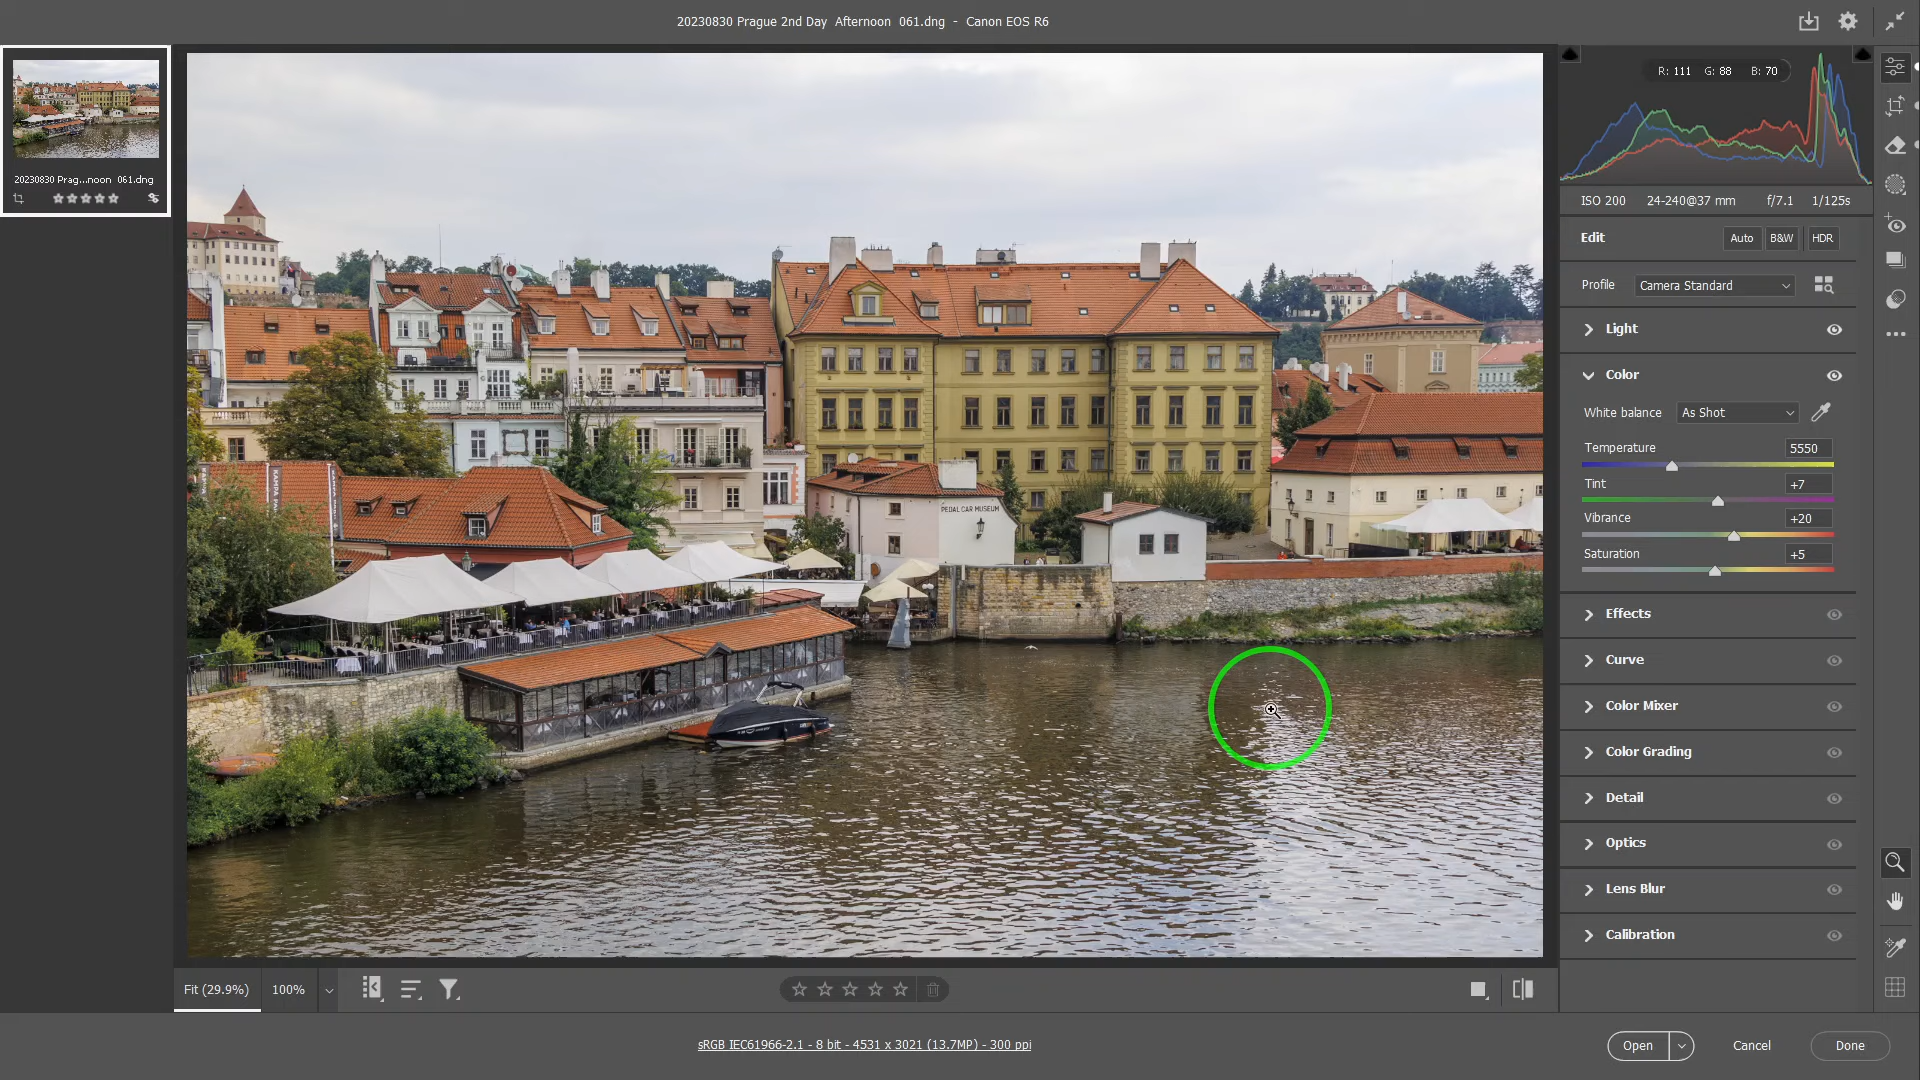 20230830 Prague 2nd Day  Afternoon  061.dng  -  Canon EOS R6
20230830 Prag...noon  061.dng
R: 111  G: 88  B: 70
ISO 200  24-240@37 mm  f/7.1  1/125s
Edit  Auto  B&W  HDR
Profile  Camera Standard
Light
Color
White balance  As Shot
Temperature  5550
Tint  +7
Vibrance  +20
Saturation  +5
Effects
Curve
Color Mixer
Color Grading
Detail
Optics
Lens Blur
Calibration
PEDAL CAR MUSEUM
Fit (29.9%)  100%
sRGB IEC61966-2.1 - 8 bit - 4531 x 3021 (13.7MP) - 300 ppi
Open  Cancel  Done